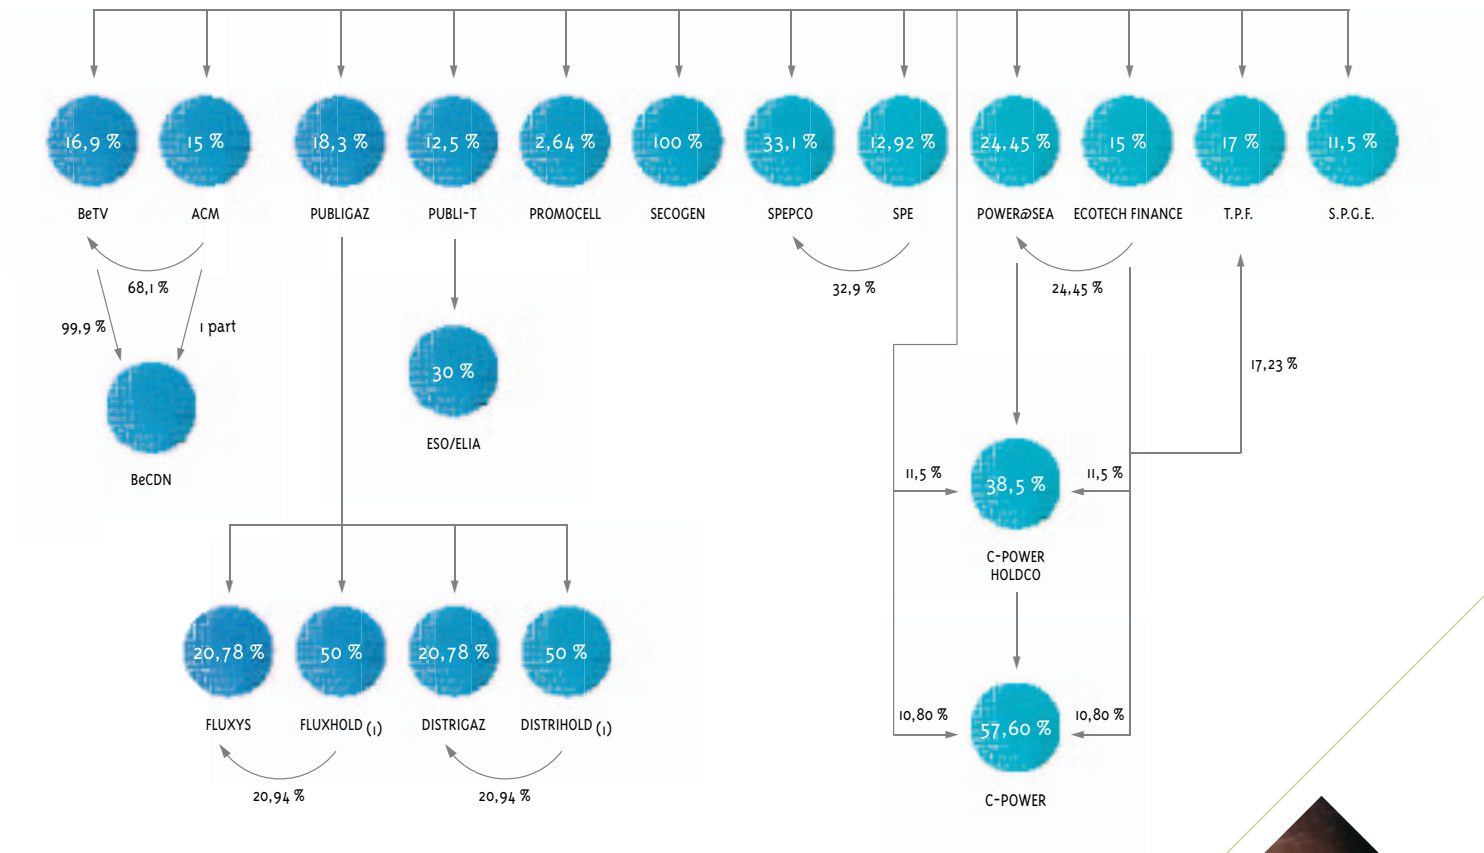 16,9 %
15 %
18,3 %
12,5 %
2,64 %
100 %
33,1 %
12,92 %
24,45 %
15 %
17 %
11,5 %
BeTV
ACM
PUBLIGAZ
PUBLI-T
PROMOCELL
SECOGEN
SPEPCO
SPE
POWER@SEA
ECOTECH FINANCE
T.P.F.
S.P.G.E.
68,1 %
32,9 %
24,45 %
99,9 %
1 part
17,23 %
30 %
ESO/ELIA
BeCDN
11,5 %
38,5 %
11,5 %
C-POWER
HOLDCO
20,78 %
50 %
20,78 %
50 %
FLUXYS
FLUXHOLD (1)
DISTRIGAZ
DISTRIHOLD (1)
20,94 %
20,94 %
10,80 %
57,60 %
10,80 %
C-POWER